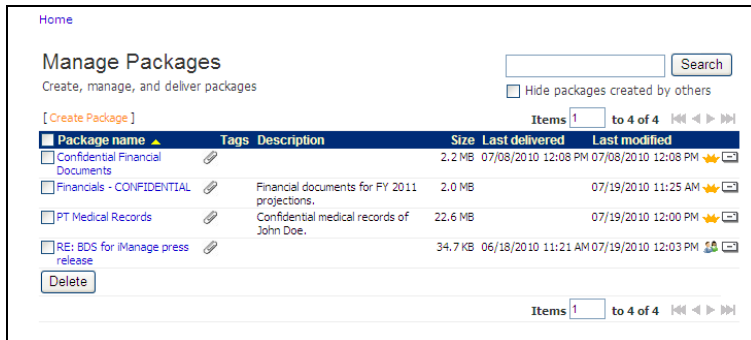 Home
Manage Packages
Search
Create, manage, and deliver packages
Hide packages created by others
[ Create Package ]
Items 1 to 4 of 4
Package name Tags Description Size Last delivered Last modified
Confidential Financial Documents 2.2 MB 07/08/2010 12:08 PM 07/08/2010 12:08 PM
Financials - CONFIDENTIAL Financial documents for FY 2011 projections. 2.0 MB 07/19/2010 11:25 AM
PT Medical Records Confidential medical records of John Doe. 22.6 MB 07/19/2010 12:00 PM
RE: BDS for iManage press release 34.7 KB 06/18/2010 11:21 AM 07/19/2010 12:03 PM
Delete
Items 1 to 4 of 4